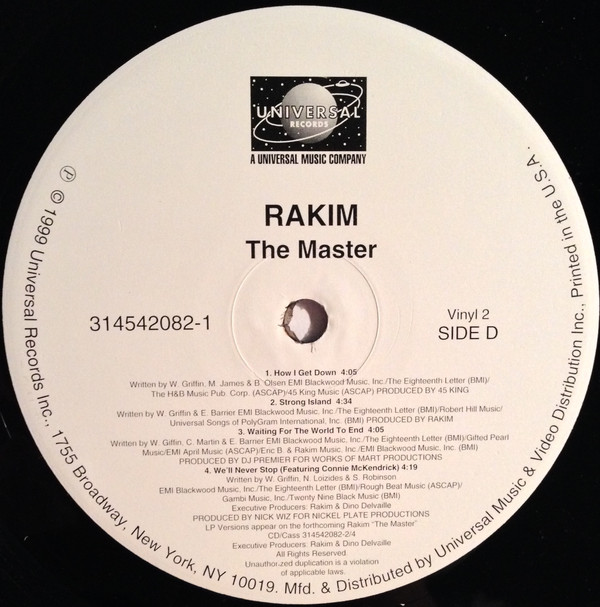 UNIVERSAL
RECORDS
A UNIVERSAL MUSIC COMPANY
RAKIM
The Master
314542082-1
Vinyl 2
SIDE D
1. How I Get Down 4:05
Written by W. Griffin, M. James & B. Olsen EMI Blackwood Music, Inc./The Eighteenth Letter (BMI)/
The H&B Music Pub. Corp. (ASCAP)/45 King Music (ASCAP) PRODUCED BY 45 KING
2. Strong Island 4:34
Written by W. Griffin & E. Barrier EMI Blackwood Music, Inc./The Eighteenth Letter (BMI)/Robert Hill Music/
Universal Songs of PolyGram International, Inc. (BMI) PRODUCED BY RAKIM
3. Waiting For The World To End 4:05
Written by W. Giffin, C. Martin & E. Barrier EMI Blackwood Music, Inc./The Eighteenth Letter (BMI)/Gifted Pearl
Music/EMI April Music (ASCAP)/Eric B. & Rakim Music Inc./EMI Blackwood Music, Inc. (BMI)
PRODUCED BY DJ PREMIER FOR WORKS OF MART PRODUCTIONS
4. We'll Never Stop (Featuring Connie McKendrick) 4:19
Written by W. Griffin, N. Loizides & S. Robinson
EMI Blackwood Music, Inc./The Eighteenth Letter (BMI)/Rough Beat Music (ASCAP)/
Gambi Music, Inc./Twenty Nine Black Music (BMI)
Executive Producers: Rakim & Dino Delvaille
PRODUCED BY NICK WIZ FOR NICKEL PLATE PRODUCTIONS
LP Versions appear on the forthcoming Rakim "The Master"
CD/Cass 314542082-2/4
Executive Producers: Rakim & Dino Delvaille
All Rights Reserved
Unauthorized duplication is a violation
of applicable laws.
℗ © 1999 Universal Records Inc., 1755 Broadway, New York, NY 10019. Mfd. & Distributed by Universal Music & Video Distribution Inc., Printed in the U.S.A.